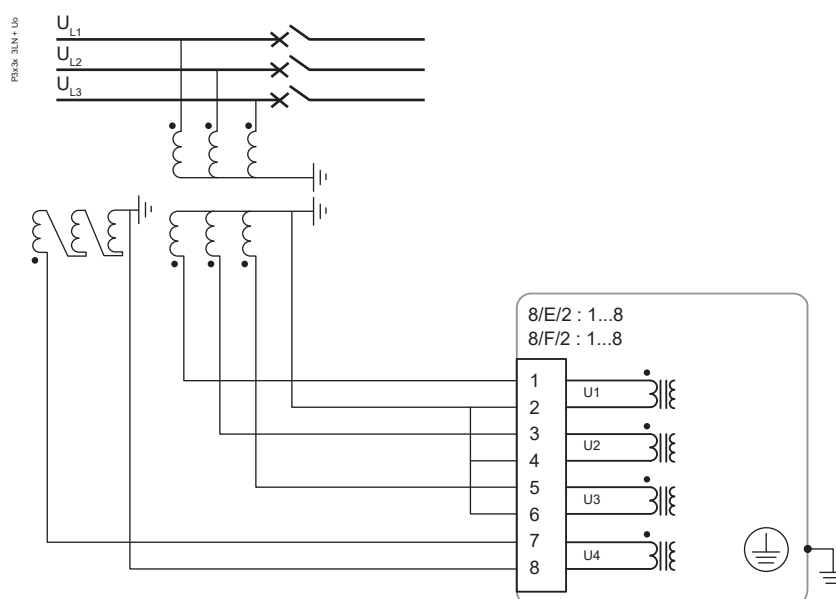 P3x3x 3LN + Uo
UL1
UL2
UL3
8/E/2 : 1...8
8/F/2 : 1...8
1
2
3
4
5
6
7
8
U1
U2
U3
U4